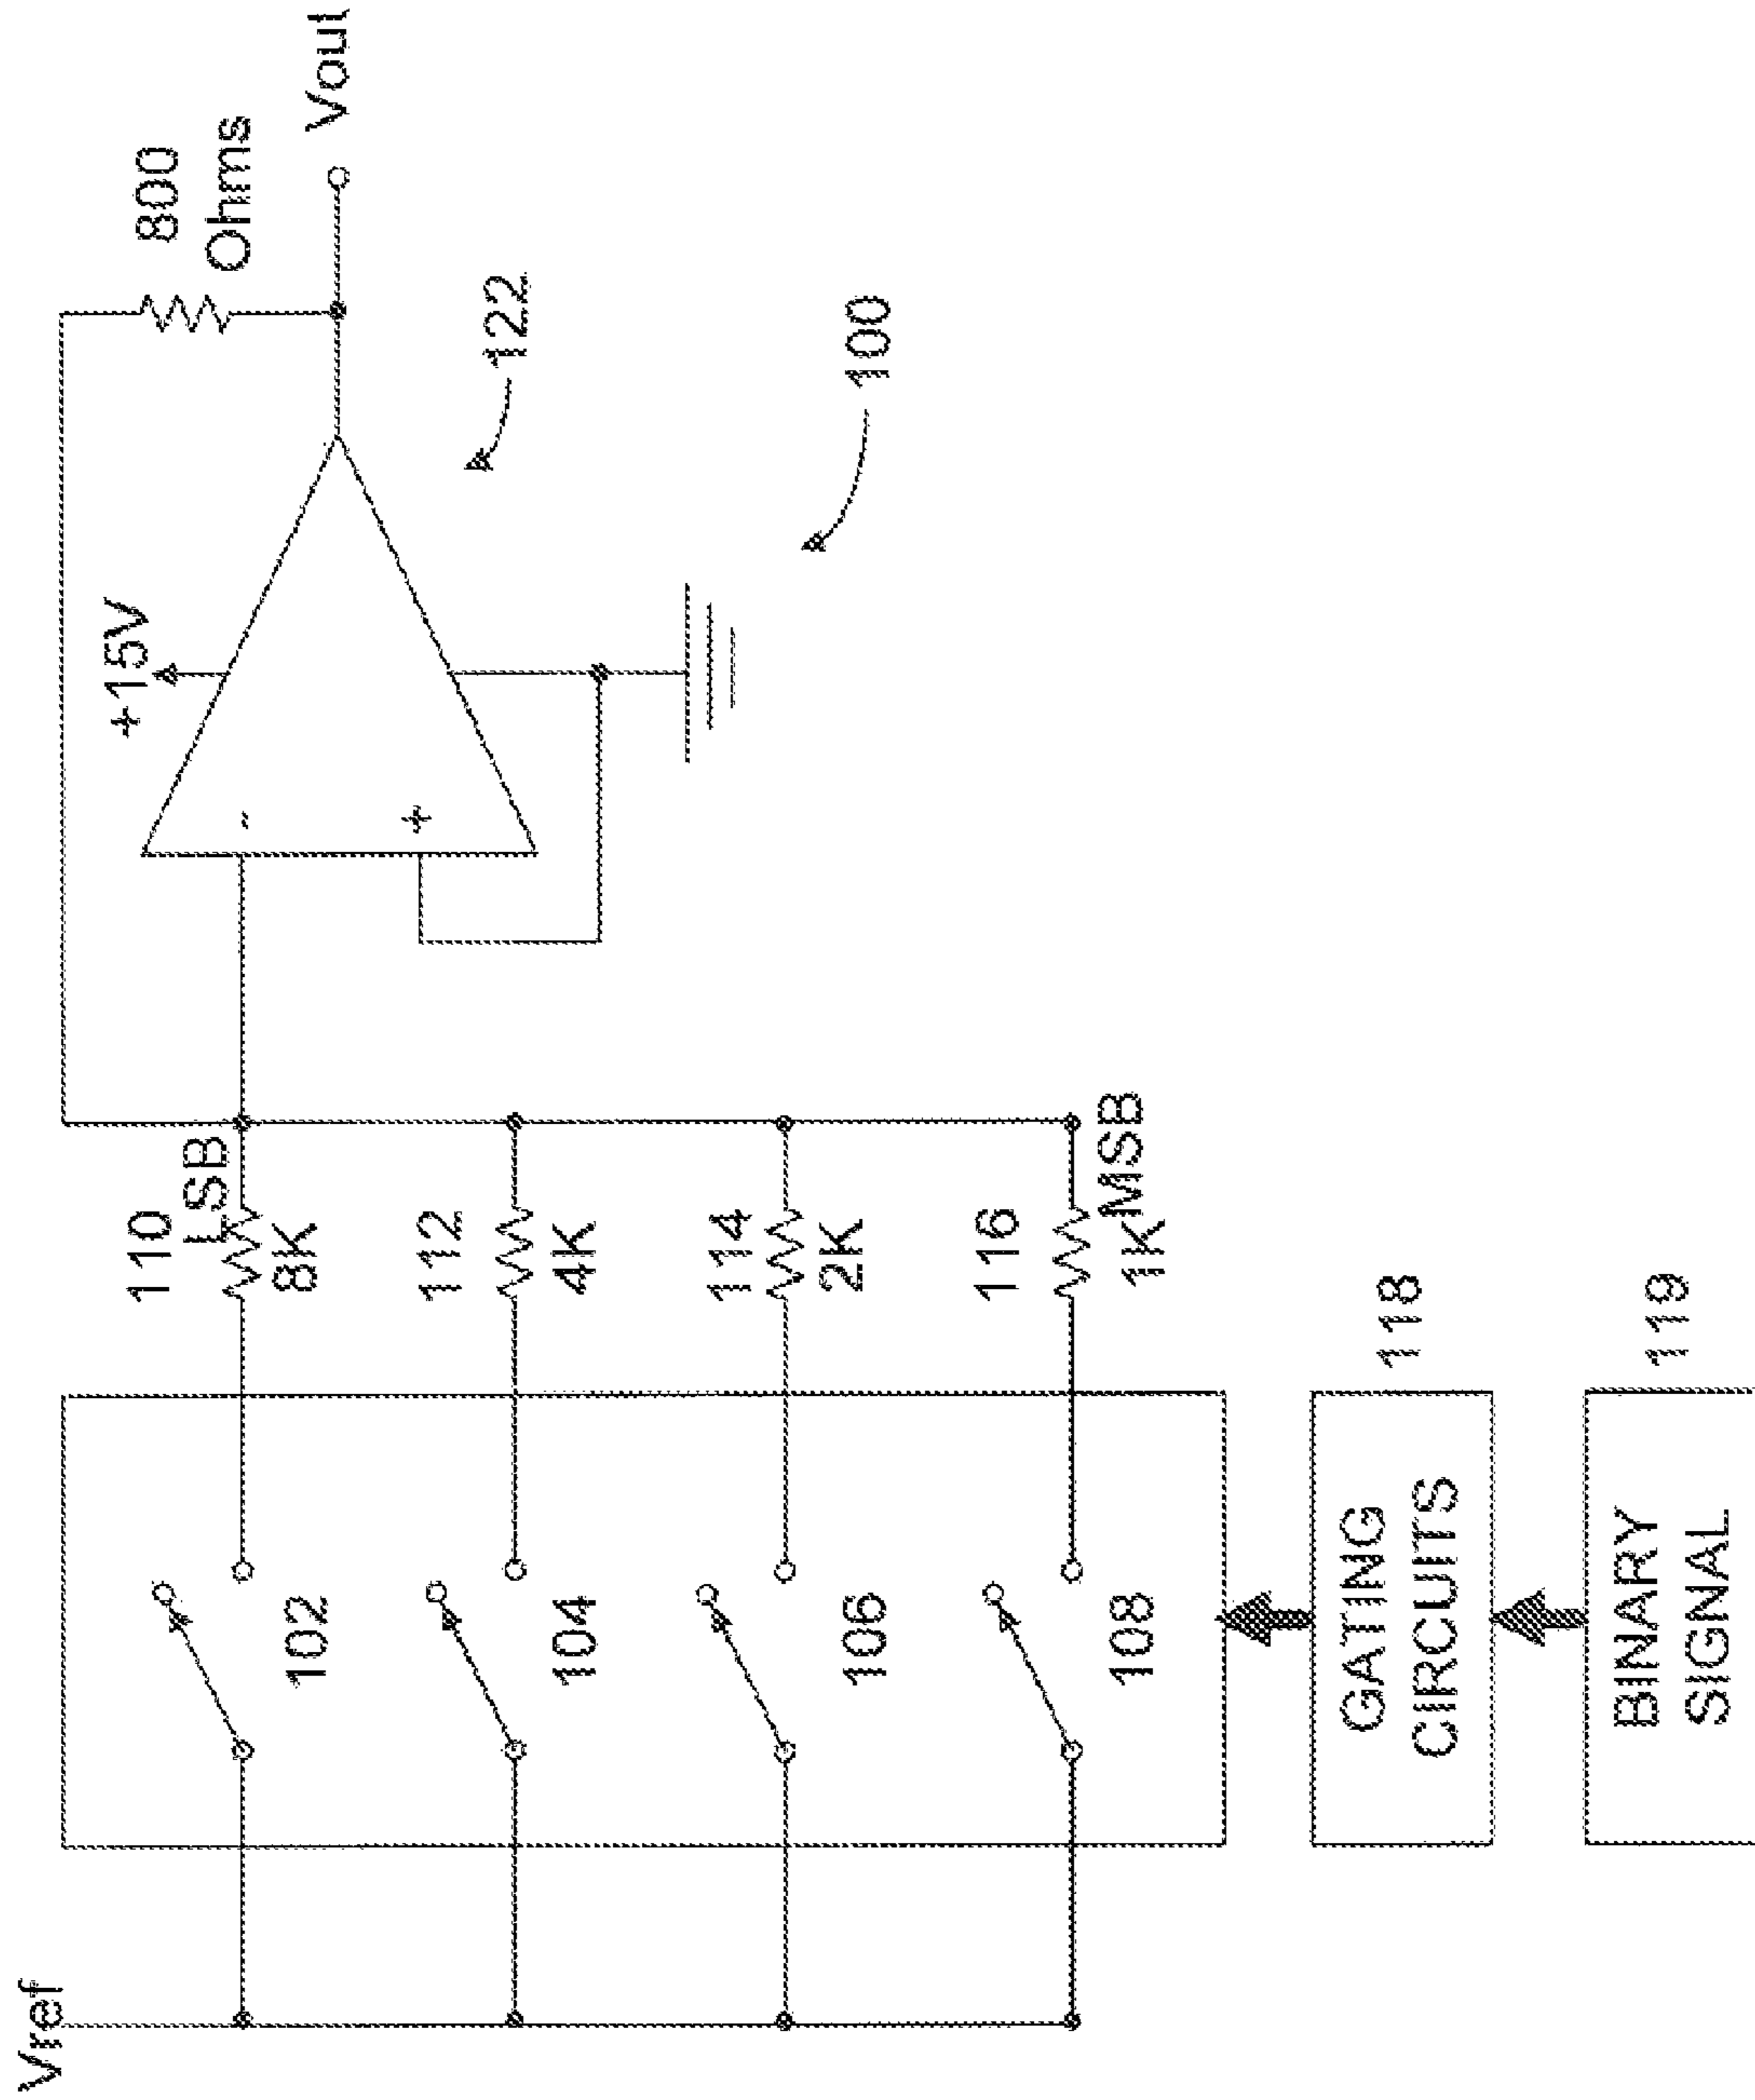 Vref
102
104
106
108
GATING
CIRCUITS
118
BINARY
SIGNAL
119
110
LSB
8K
112
4K
114
2K
116
1K
MSB
+15V
-
+
122
100
800
Ohms
Vout